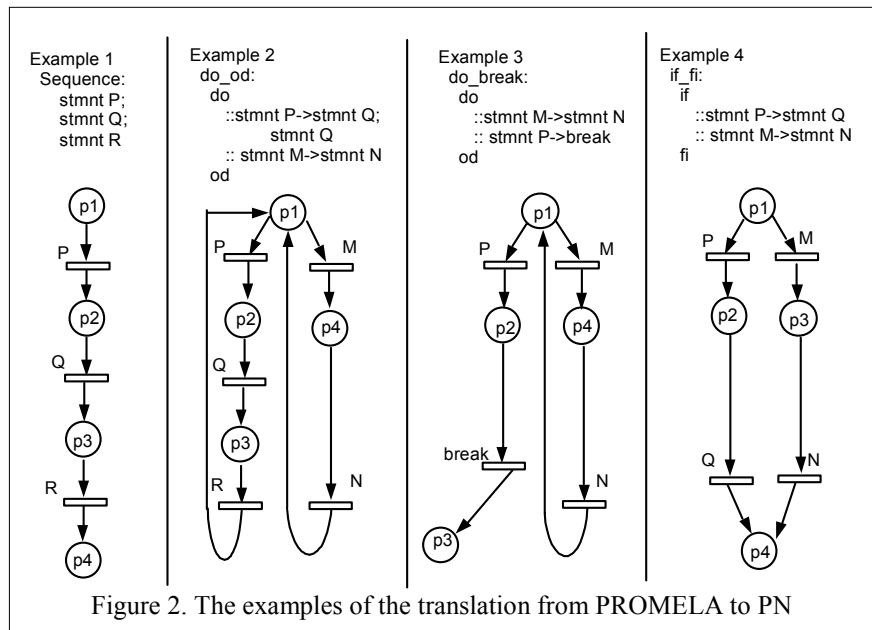 Example 1
Sequence:
stmnt P;
stmnt Q;
stmnt R
p1
P
p2
Q
p3
R
p4
Example 2
do_od:
do
::stmnt P->stmnt Q;
stmnt Q
:: stmnt M->stmnt N
od
p1
P
M
p2
p4
Q
p3
R
N
Example 3
do_break:
do
::stmnt M->stmnt N
:: stmnt P->break
od
p1
P
M
p2
p4
break
N
p3
Example 4
if_fi:
if
::stmnt P->stmnt Q
:: stmnt M->stmnt N
fi
p1
P
M
p2
p3
Q
N
p4
Figure 2. The examples of the translation from PROMELA to PN